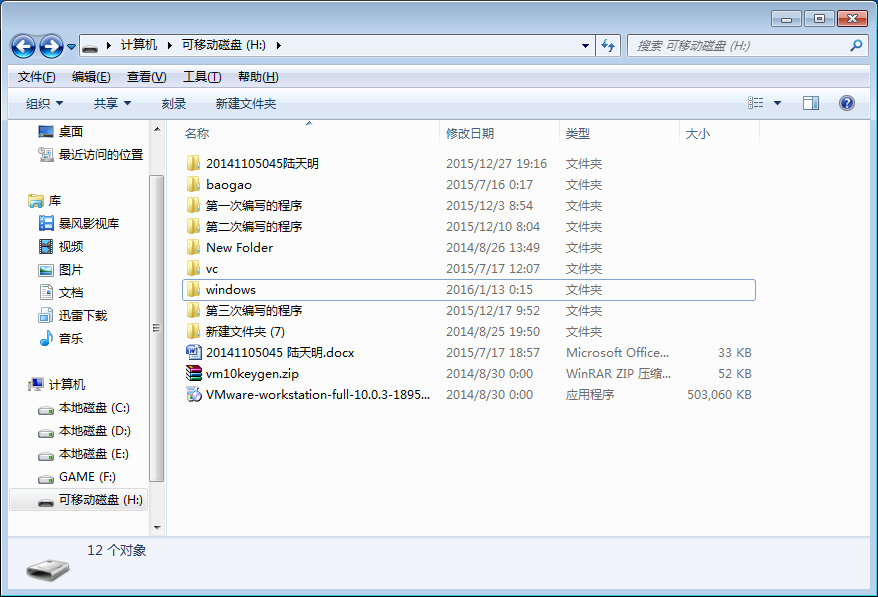 计算机 可移动磁盘 (H:)
搜索 可移动磁盘 (H:)
文件(F) 编辑(E) 查看(V) 工具(T) 帮助(H)
组织 共享 刻录 新建文件夹
桌面
最近访问的位置
库
暴风影视库
视频
图片
文档
迅雷下载
音乐
计算机
本地磁盘 (C:)
本地磁盘 (D:)
本地磁盘 (E:)
GAME (F:)
可移动磁盘 (H:)
名称 修改日期 类型 大小
20141105045陆天明 2015/12/27 19:16 文件夹
baogao 2015/7/16 0:17 文件夹
第一次编写的程序 2015/12/3 8:54 文件夹
第二次编写的程序 2015/12/10 8:04 文件夹
New Folder 2014/8/26 13:49 文件夹
vc 2015/7/17 12:07 文件夹
windows 2016/1/13 0:15 文件夹
第三次编写的程序 2015/12/17 9:52 文件夹
新建文件夹 (7) 2014/8/25 19:50 文件夹
20141105045 陆天明.docx 2015/7/17 18:57 Microsoft Office... 33 KB
vm10keygen.zip 2014/8/30 0:00 WinRAR ZIP 压缩... 52 KB
VMware-workstation-full-10.0.3-1895... 2014/8/30 0:00 应用程序 503,060 KB
12 个对象